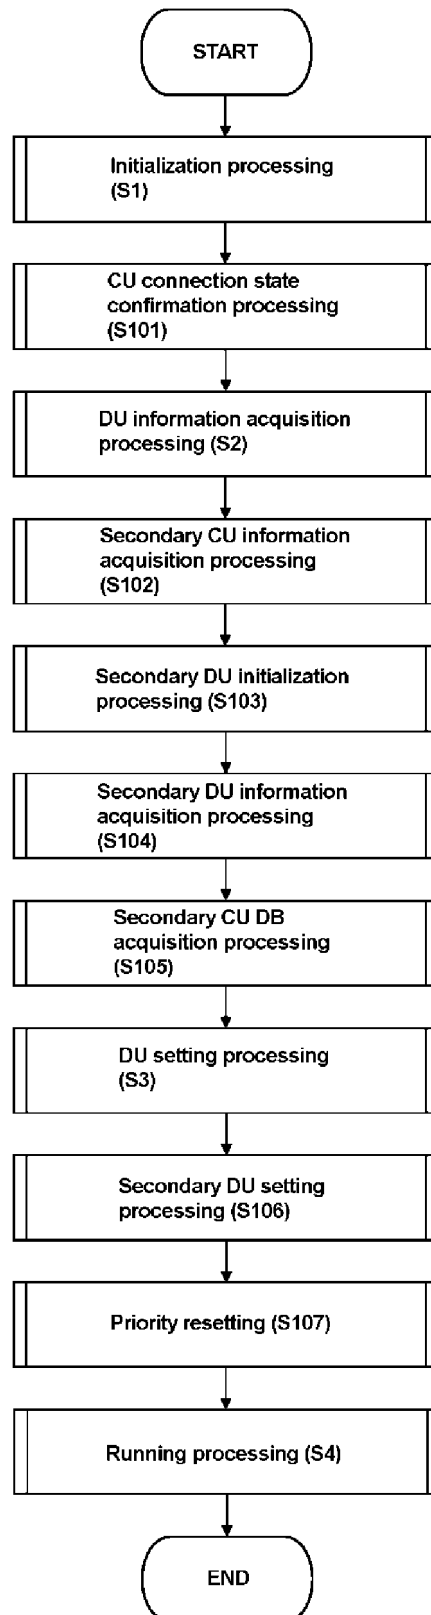 START
Initialization processing
(S1)
CU connection state
confirmation processing
(S101)
DU information acquisition
processing (S2)
Secondary CU information
acquisition processing
(S102)
Secondary DU initialization
processing (S103)
Secondary DU information
acquisition processing
(S104)
Secondary CU DB
acquisition processing
(S105)
DU setting processing
(S3)
Secondary DU setting
processing (S106)
Priority resetting (S107)
Running processing (S4)
END